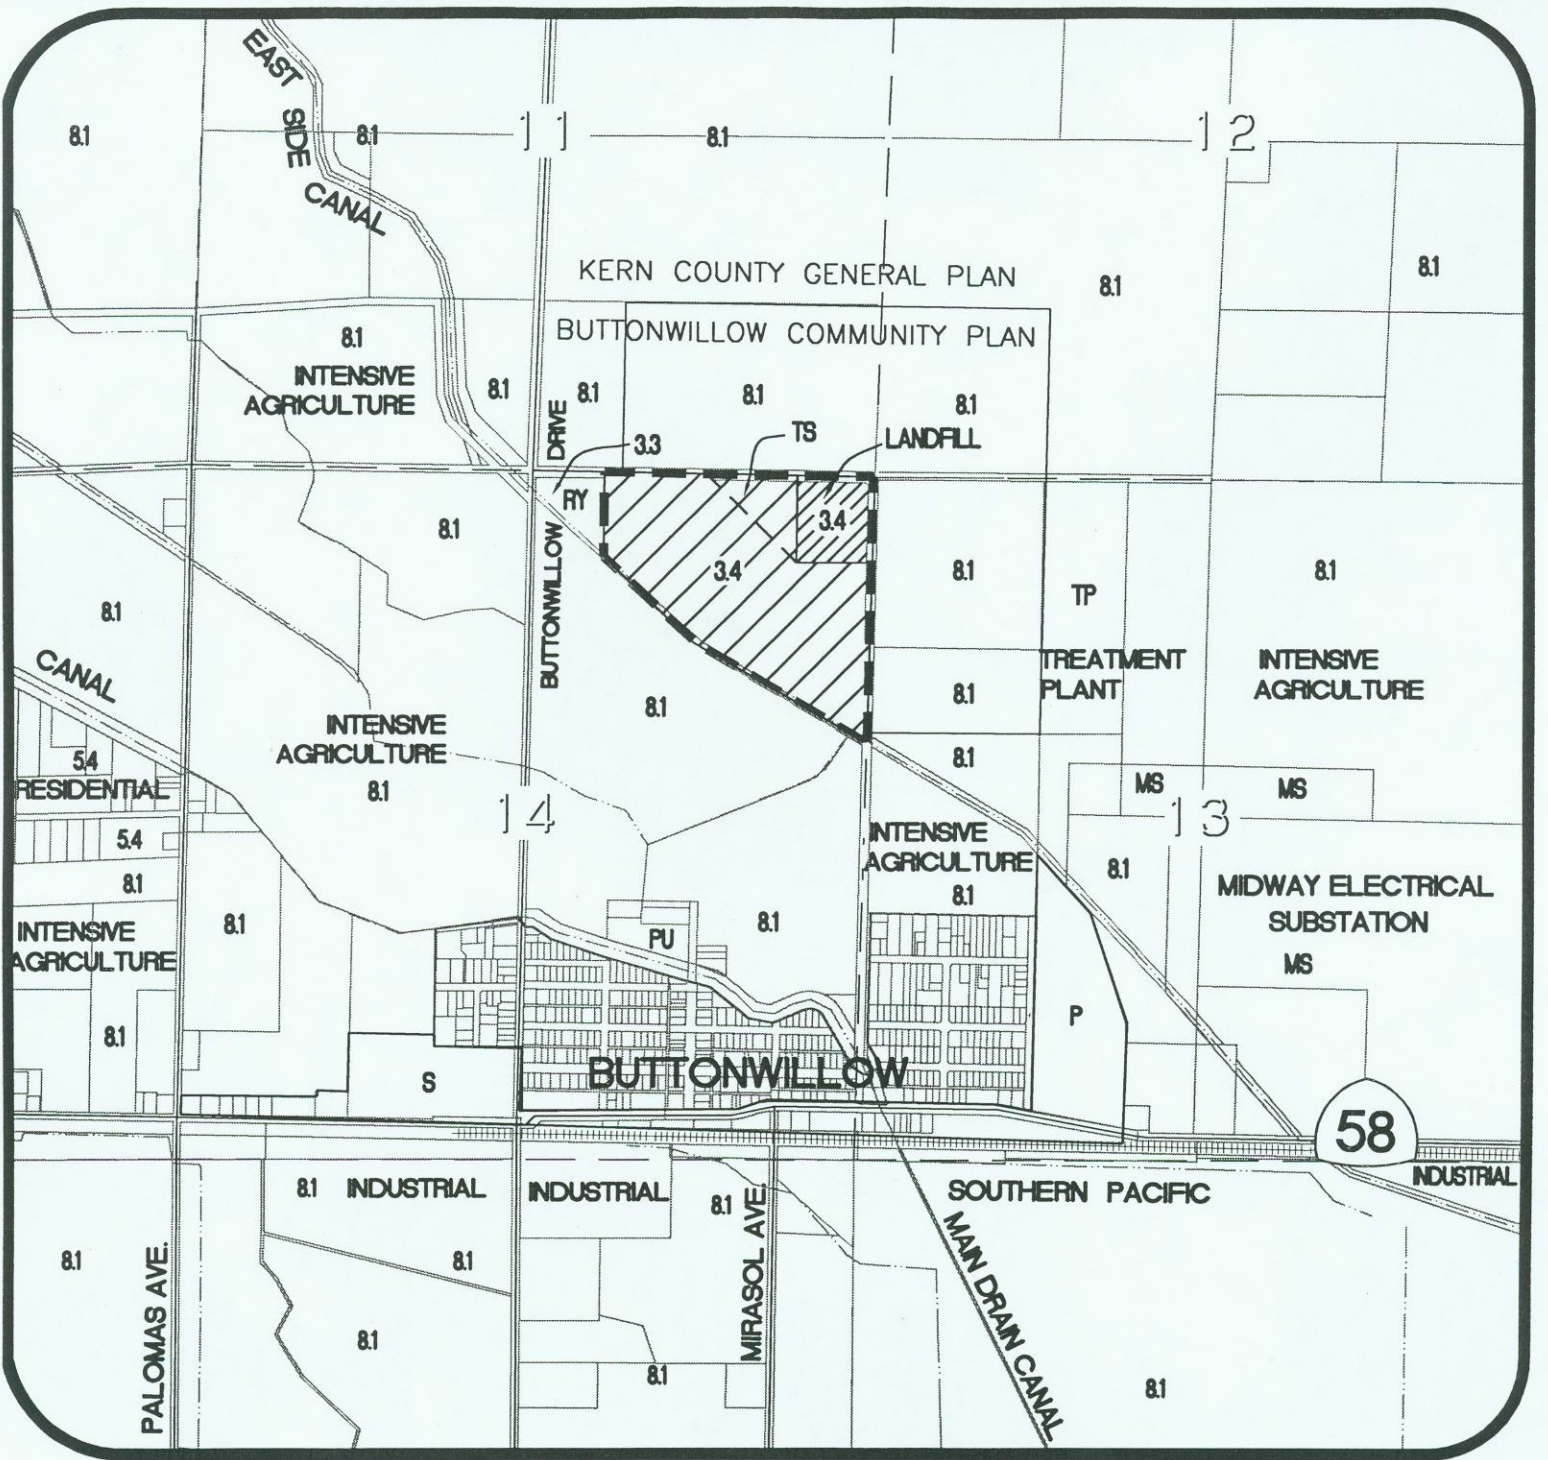 EAST SIDE CANAL
11
12
8.1
8.1
8.1
KERN COUNTY GENERAL PLAN
8.1
8.1
BUTTONWILLOW COMMUNITY PLAN
8.1
INTENSIVE
AGRICULTURE
8.1
8.1
8.1
8.1
BUTTONWILLOW DRIVE
3.3
TS
LANDFILL
RY
3.4
3.4
8.1
8.1
8.1
TP
8.1
CANAL
TREATMENT
PLANT
INTENSIVE
AGRICULTURE
8.1
8.1
INTENSIVE
AGRICULTURE
8.1
8.1
5.4
RESIDENTIAL
MS
MS
14
13
5.4
INTENSIVE
AGRICULTURE
8.1
8.1
8.1
MIDWAY ELECTRICAL
SUBSTATION
MS
INTENSIVE
AGRICULTURE
8.1
8.1
PU
8.1
8.1
P
BUTTONWILLOW
S
58
8.1
INDUSTRIAL
INDUSTRIAL
8.1
SOUTHERN PACIFIC
INDUSTRIAL
8.1
8.1
PALOMAS AVE.
MIRASOL AVE.
MAIN DRAIN CANAL
8.1
8.1
8.1